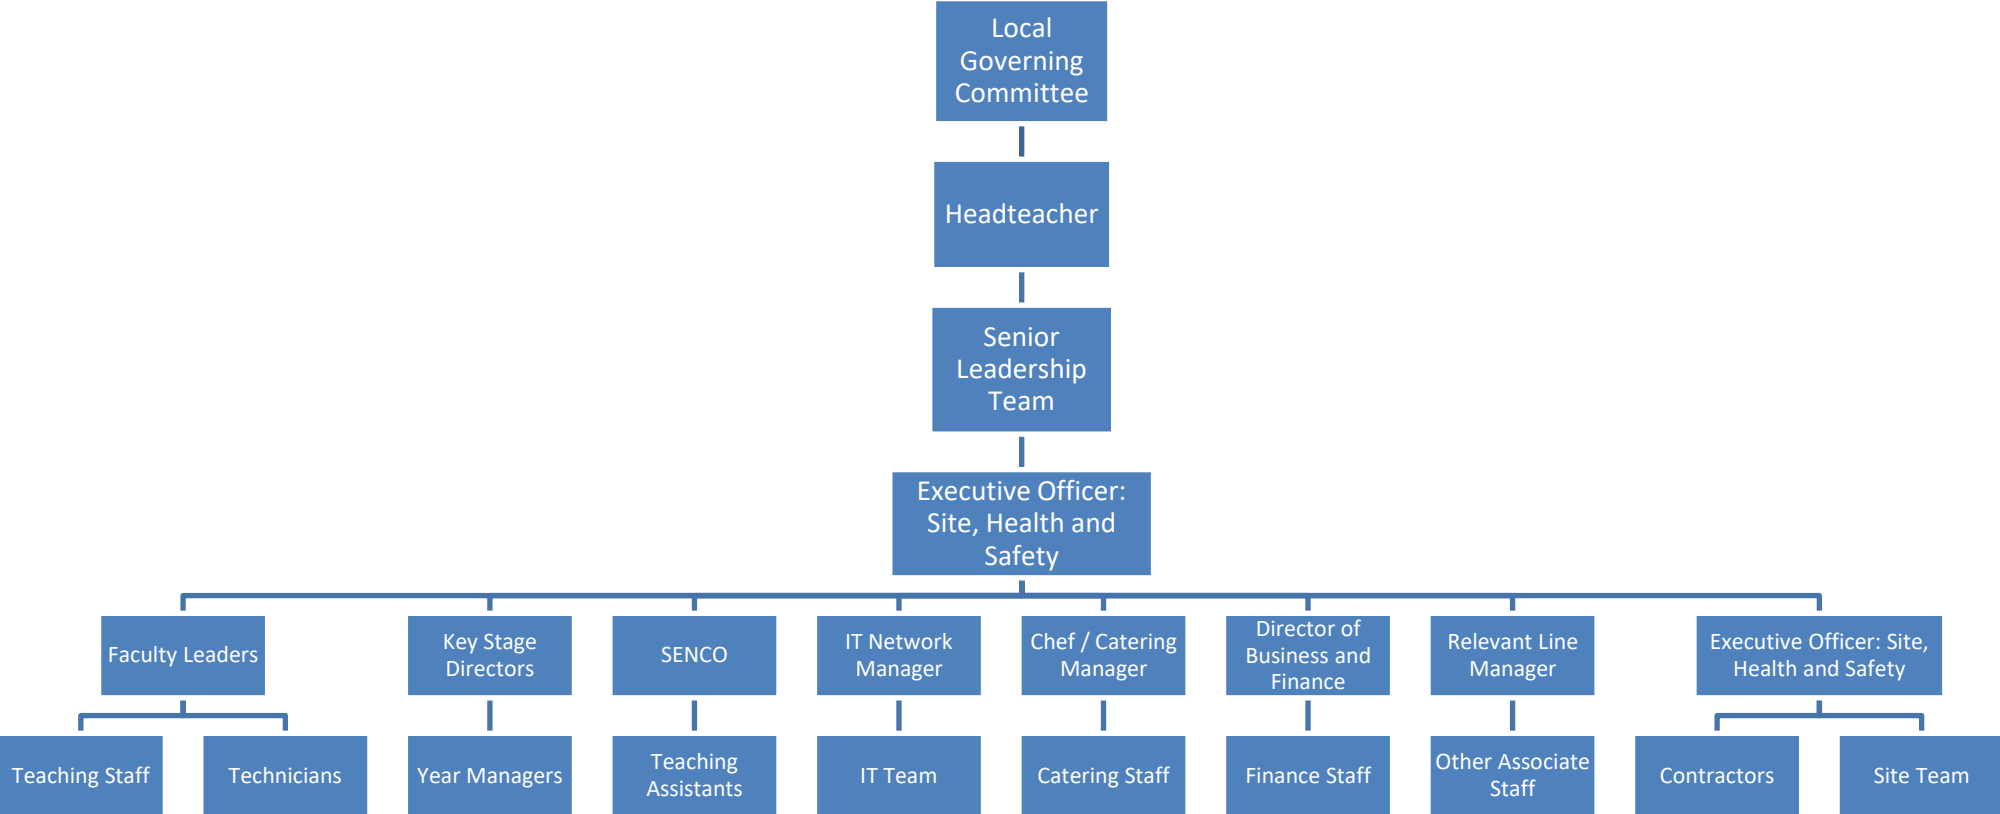 Local
Governing
Committee
Headteacher
Senior
Leadership
Team
Executive Officer:
Site, Health and
Safety
Faculty Leaders
Key Stage
Directors
SENCO
IT Network
Manager
Chef / Catering
Manager
Director of
Business and
Finance
Relevant Line
Manager
Executive Officer: Site,
Health and Safety
Teaching Staff
Technicians
Year Managers
Teaching
Assistants
IT Team
Catering Staff
Finance Staff
Other Associate
Staff
Contractors
Site Team